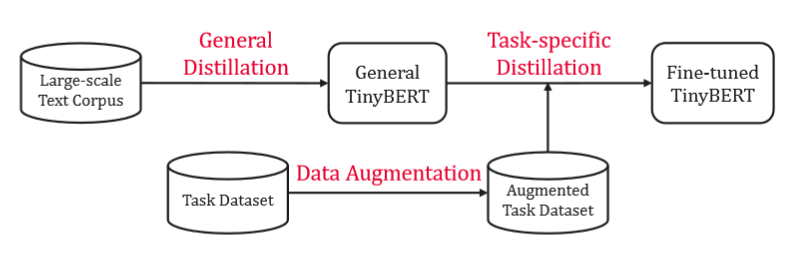 General
Distillation
Task-specific
Distillation
Large-scale
Text Corpus
General
TinyBERT
Fine-tuned
TinyBERT
Data Augmentation
Task Dataset
Augmented
Task Dataset